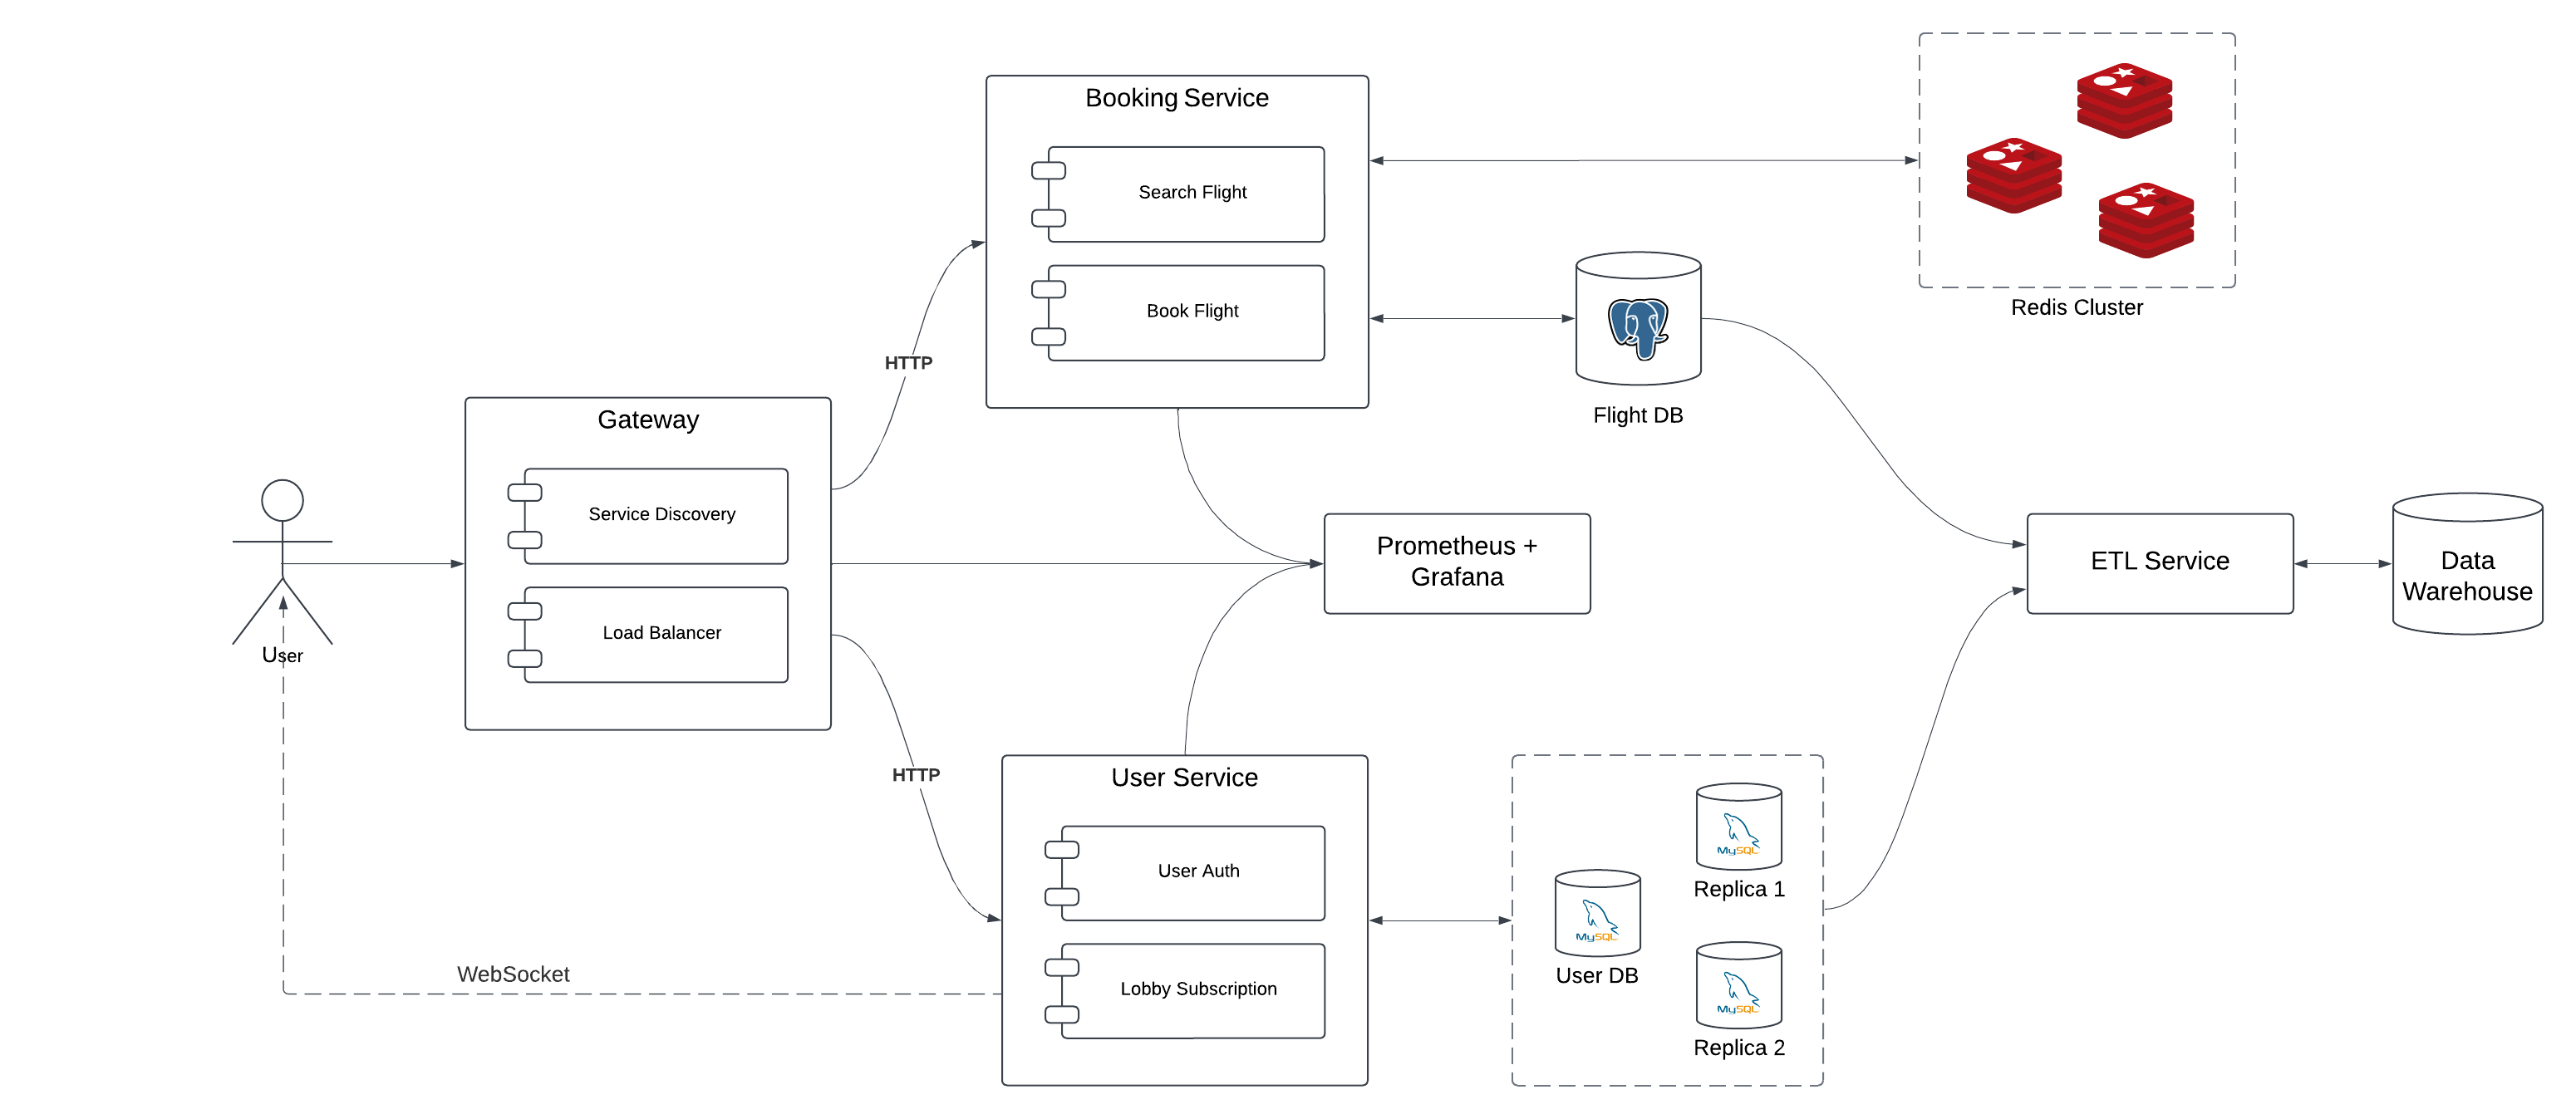 Booking Service
Search Flight
Book Flight
Redis Cluster
Flight DB
HTTP
Gateway
Service Discovery
Load Balancer
User
Prometheus +
Grafana
ETL Service
Data
Warehouse
HTTP
User Service
User Auth
Lobby Subscription
WebSocket
MySQL
Replica 1
MySQL
User DB
MySQL
Replica 2